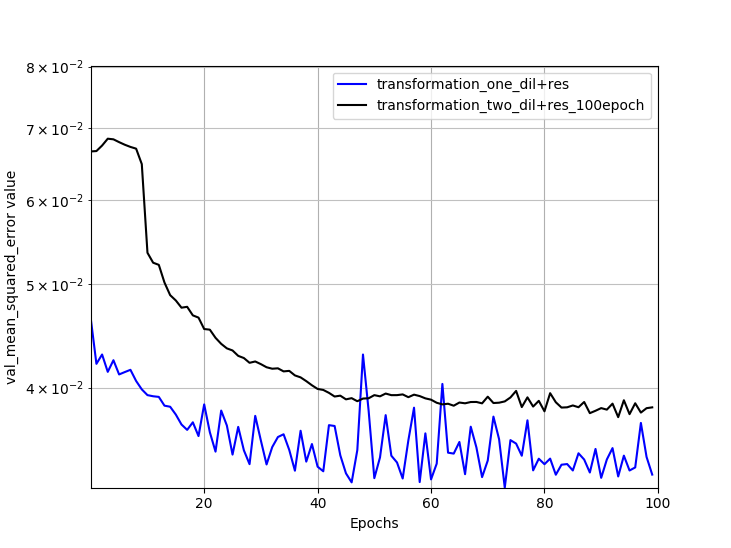 8 × 10⁻²
7 × 10⁻²
6 × 10⁻²
5 × 10⁻²
4 × 10⁻²
val_mean_squared_error value
transformation_one_dil+res
transformation_two_dil+res_100epoch
20 40 60 80 100
Epochs